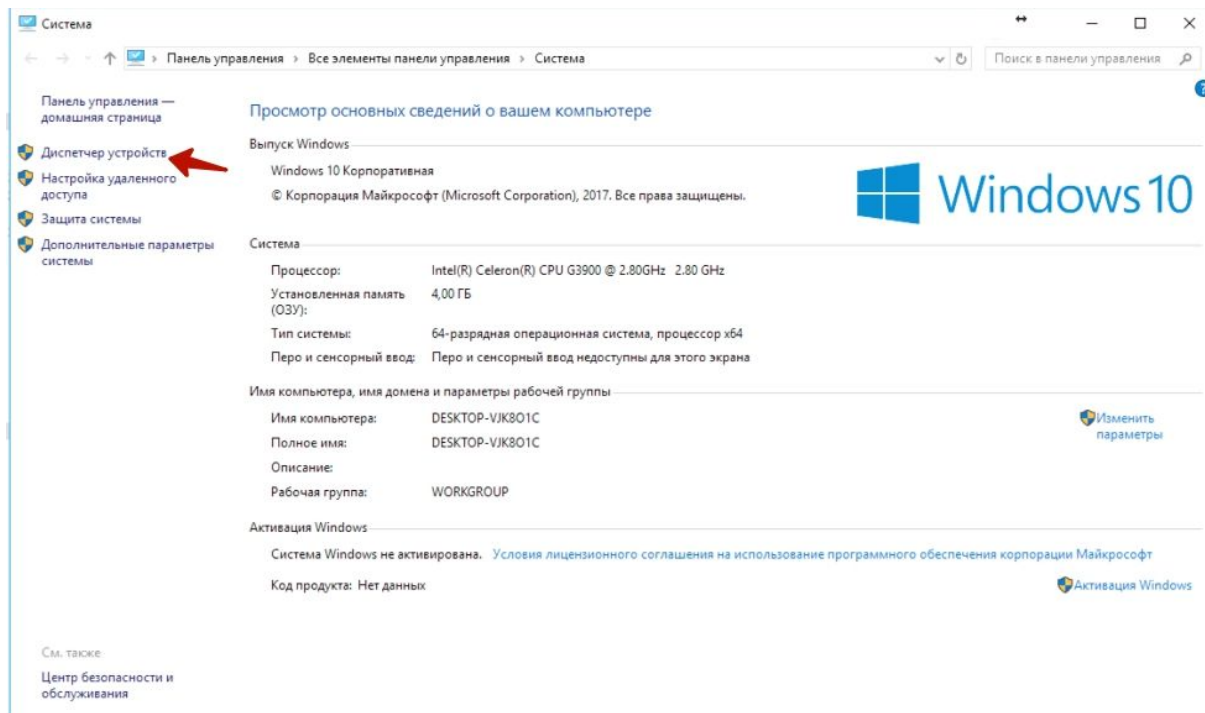 Система
Панель управления › Все элементы панели управления › Система
Поиск в панели управления
Панель управления —
домашняя страница
Диспетчер устройств
Настройка удаленного
доступа
Защита системы
Дополнительные параметры
системы
Просмотр основных сведений о вашем компьютере
Выпуск Windows
Windows 10 Корпоративная
© Корпорация Майкрософт (Microsoft Corporation), 2017. Все права защищены.
Windows 10
Система
Процессор: Intel(R) Celeron(R) CPU G3900 @ 2.80GHz 2.80 GHz
Установленная память 4,00 ГБ
(ОЗУ):
Тип системы: 64-разрядная операционная система, процессор x64
Перо и сенсорный ввод: Перо и сенсорный ввод недоступны для этого экрана
Имя компьютера, имя домена и параметры рабочей группы
Имя компьютера: DESKTOP-VJK8O1C
Изменить
параметры
Полное имя: DESKTOP-VJK8O1C
Описание:
Рабочая группа: WORKGROUP
Активация Windows
Система Windows не активирована. Условия лицензионного соглашения на использование программного обеспечения корпорации Майкрософт
Код продукта: Нет данных
Активация Windows
См. также
Центр безопасности и
обслуживания